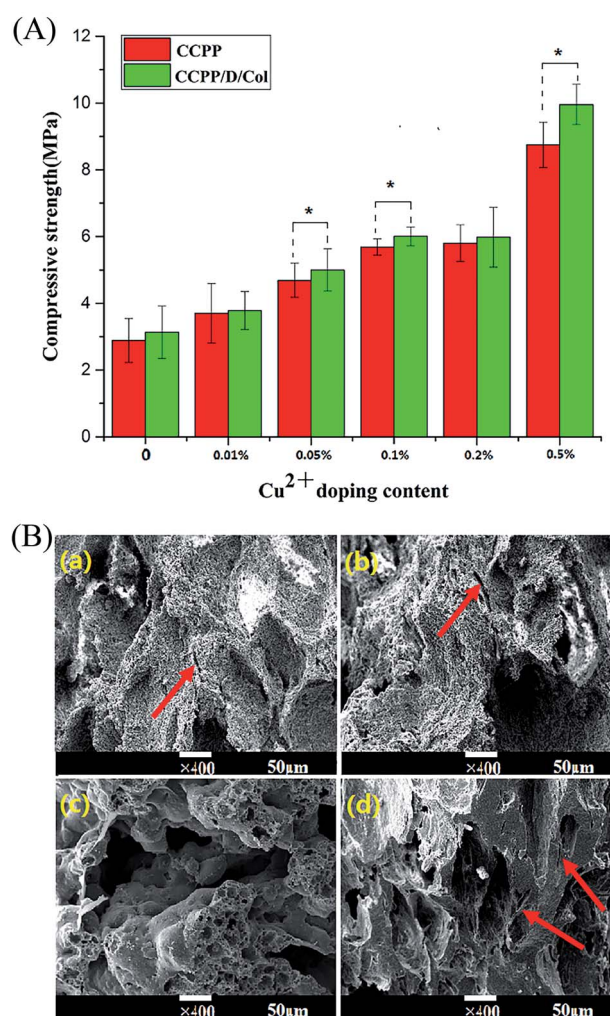 (A)
CCPP
CCPP/D/Col
Compressive strength(MPa)
12
10
8
6
4
2
0
*
*
*
*
0 0.01% 0.05% 0.1% 0.2% 0.5%
Cu2+ doping content
(B)
(a) (b)
×400 50μm ×400 50μm
(c) (d)
×400 50μm ×400 50μm